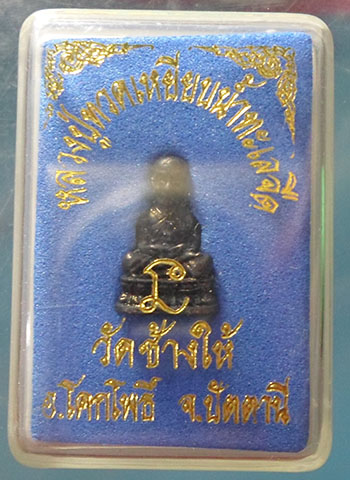 หลวงปู่ทวดเหยียบน้ำทะเลจืด
วัดช้างให้
อ.โคกโพธิ์ จ.ปัตตานี